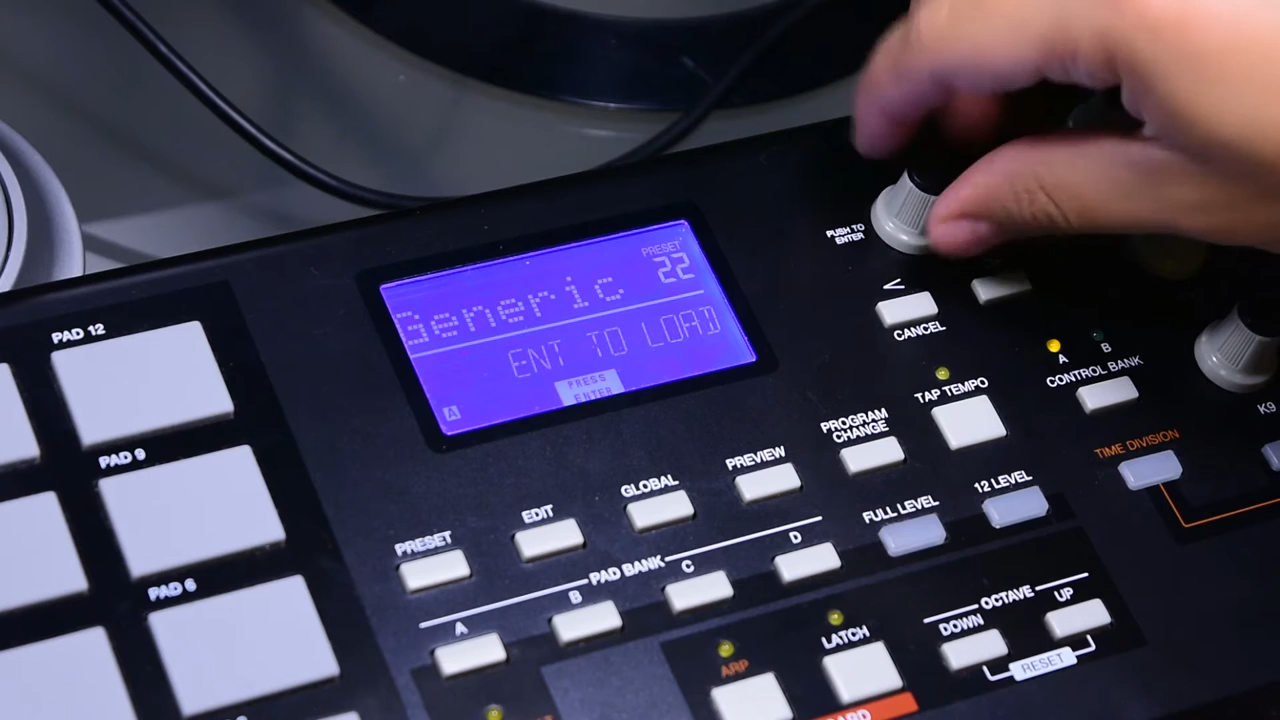 PUSH TO
ENTER
PRESET
22
Generic
ENT TO LOAD
PRESS
ENTER
A
CANCEL
A
B
CONTROL BANK
TAP TEMPO
K9
PAD 12
PROGRAM
CHANGE
TIME DIVISION
PAD 9
PREVIEW
GLOBAL
EDIT
PRESET
12 LEVEL
FULL LEVEL
PAD BANK
A
B
C
D
PAD 6
OCTAVE
DOWN
UP
RESET
LATCH
ARP